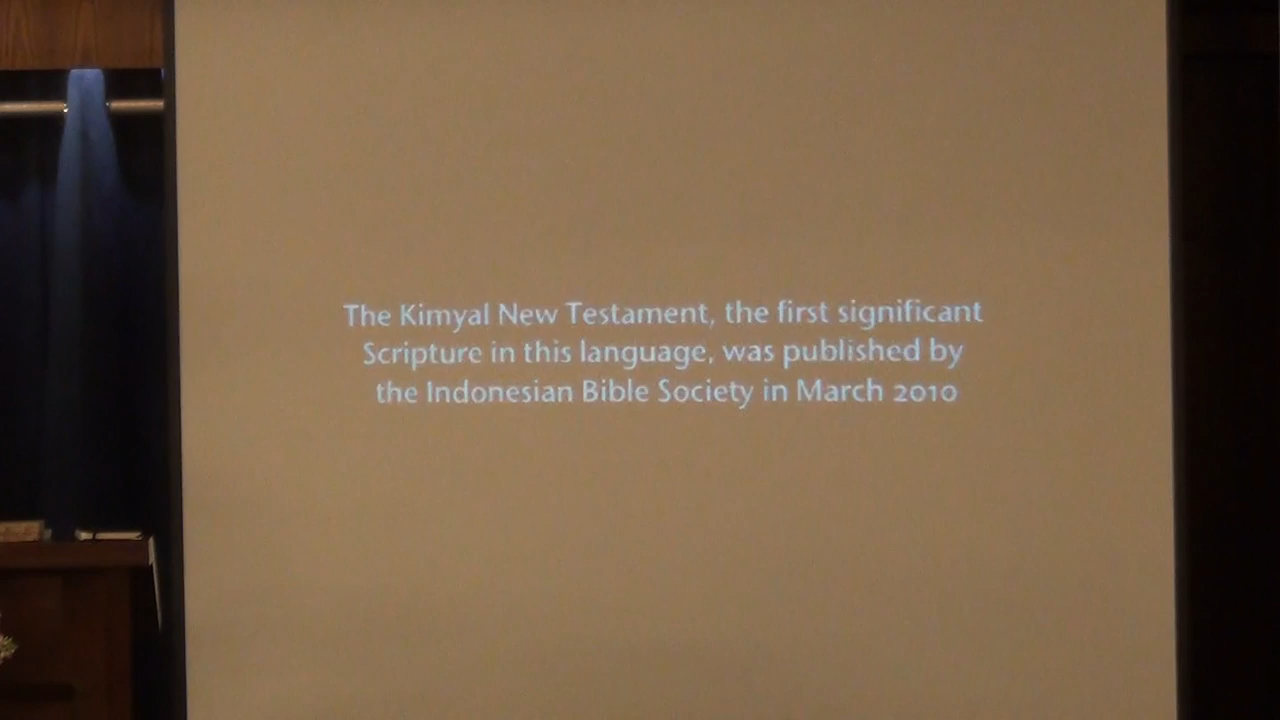 The Kimyal New Testament, the first significant
Scripture in this language, was published by
the Indonesian Bible Society in March 2010